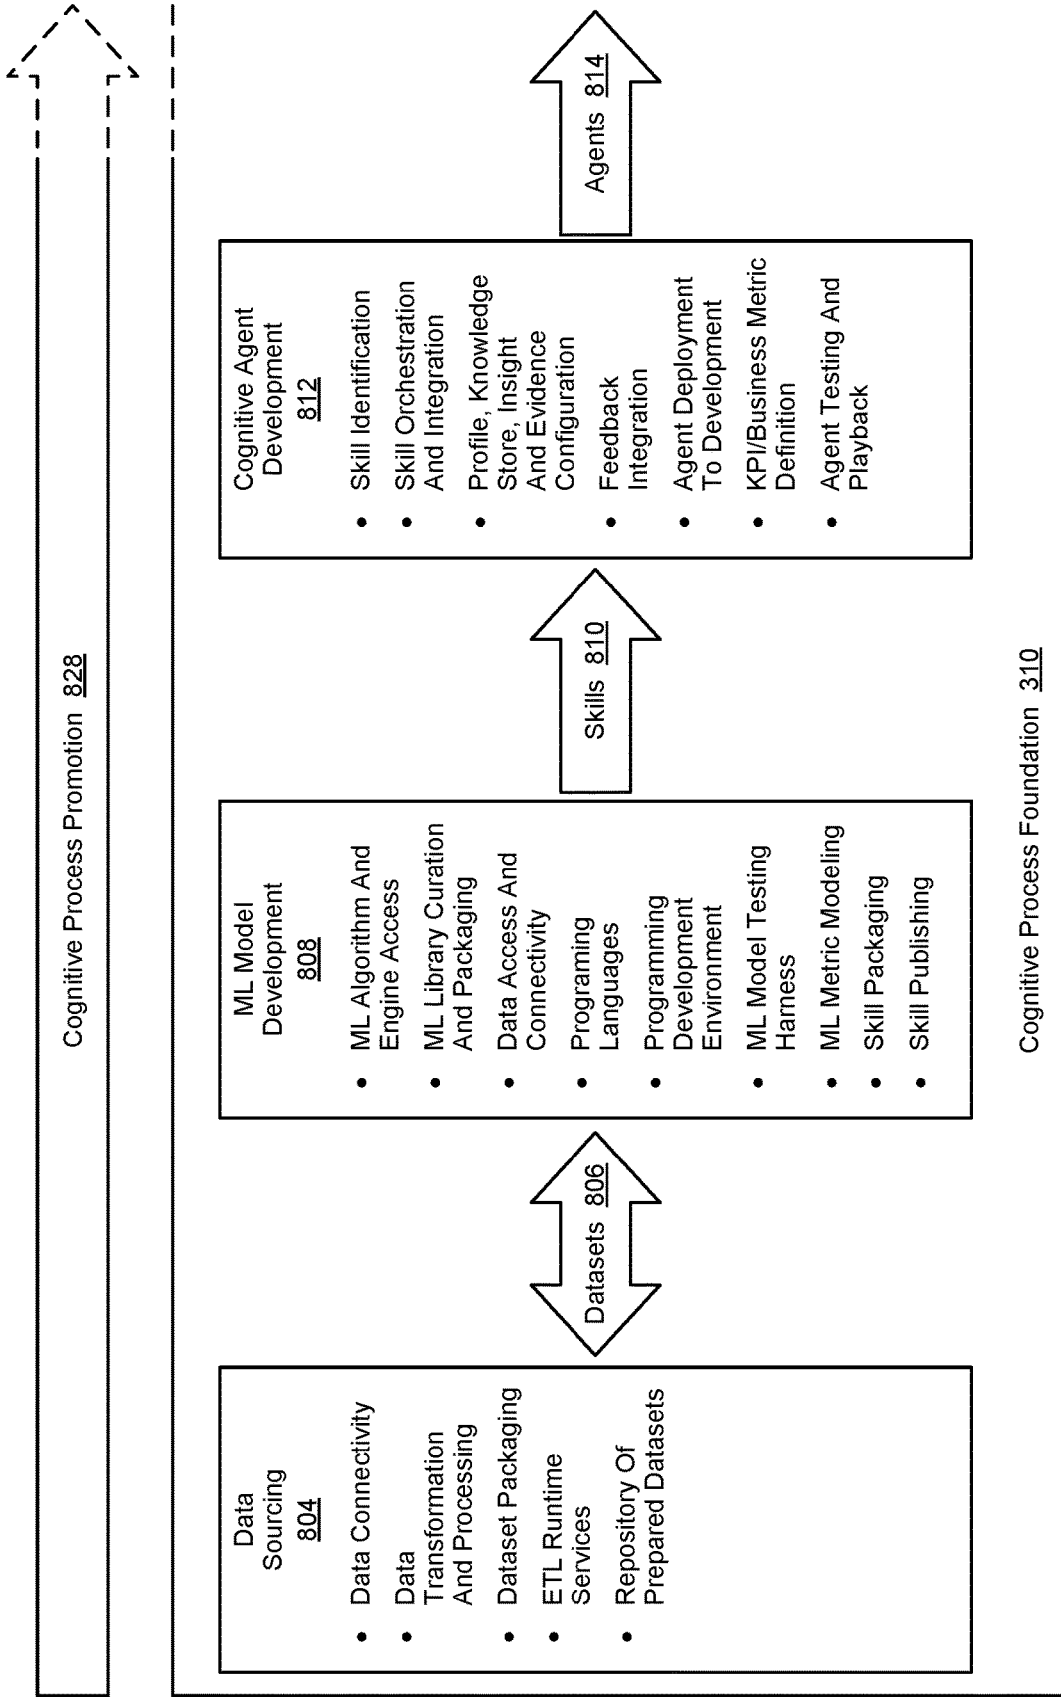 Cognitive Process Promotion 828
Data
Sourcing
804
• Data Connectivity
• Data
Transformation
And Processing
• Dataset Packaging
• ETL Runtime
Services
• Repository Of
Prepared Datasets
Datasets 806
ML Model
Development
808
• ML Algorithm And
Engine Access
• ML Library Curation
And Packaging
• Data Access And
Connectivity
• Programing
Languages
• Programming
Development
Environment
• ML Model Testing
Harness
• ML Metric Modeling
• Skill Packaging
• Skill Publishing
Skills 810
Cognitive Agent
Development
812
• Skill Identification
• Skill Orchestration
And Integration
• Profile, Knowledge
Store, Insight
And Evidence
Configuration
• Feedback
Integration
• Agent Deployment
To Development
• KPI/Business Metric
Definition
• Agent Testing And
Playback
Agents 814
Cognitive Process Foundation 310